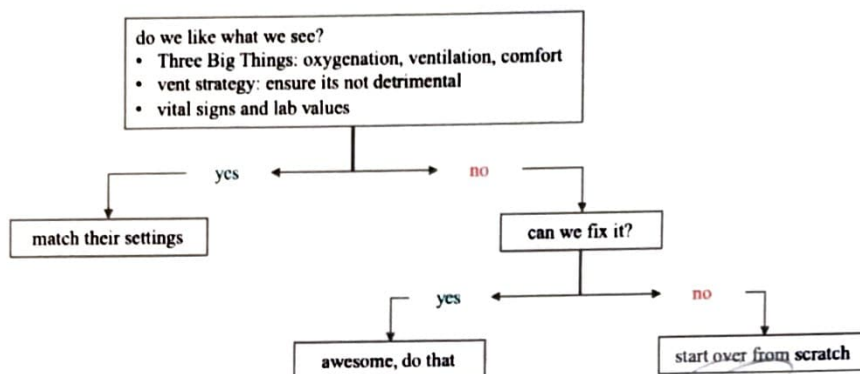 do we like what we see?
• Three Big Things: oxygenation, ventilation, comfort
• vent strategy: ensure its not detrimental
• vital signs and lab values
yes
no
match their settings
can we fix it?
yes
no
awesome, do that
start over from scratch